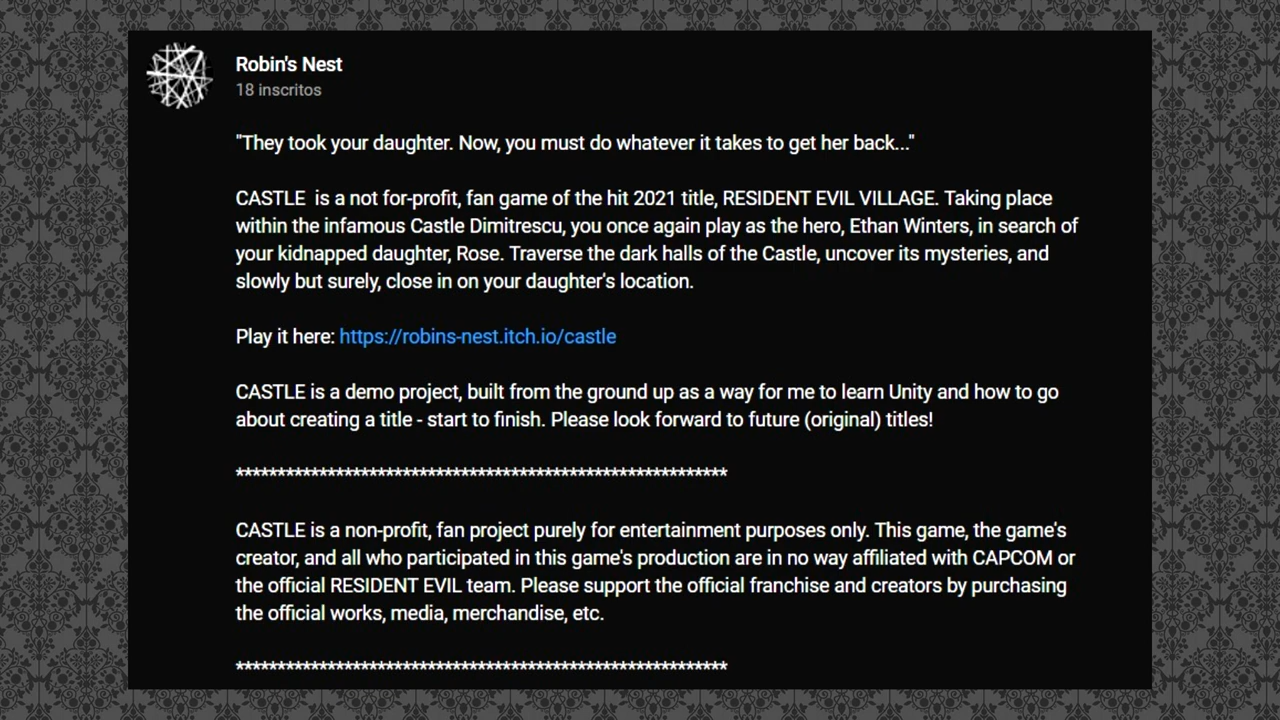 Robin's Nest
18 inscritos
"They took your daughter. Now, you must do whatever it takes to get her back..."
CASTLE  is a not for-profit, fan game of the hit 2021 title, RESIDENT EVIL VILLAGE. Taking place
within the infamous Castle Dimitrescu, you once again play as the hero, Ethan Winters, in search of
your kidnapped daughter, Rose. Traverse the dark halls of the Castle, uncover its mysteries, and
slowly but surely, close in on your daughter's location.
Play it here: https://robins-nest.itch.io/castle
CASTLE is a demo project, built from the ground up as a way for me to learn Unity and how to go
about creating a title - start to finish. Please look forward to future (original) titles!
***********************************************************
CASTLE is a non-profit, fan project purely for entertainment purposes only. This game, the game's
creator, and all who participated in this game's production are in no way affiliated with CAPCOM or
the official RESIDENT EVIL team. Please support the official franchise and creators by purchasing
the official works, media, merchandise, etc.
***********************************************************